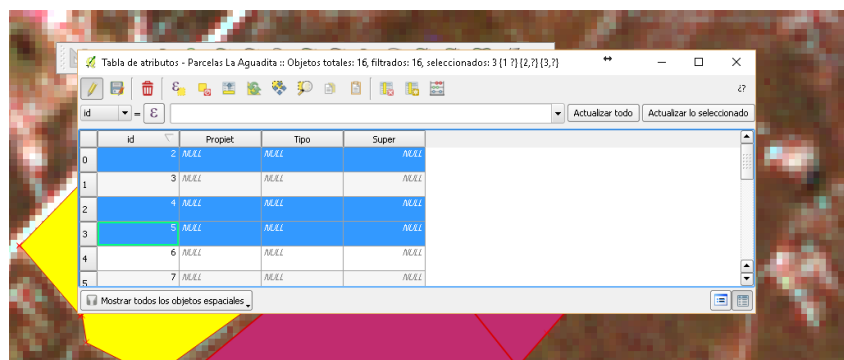 Tabla de atributos - Parcelas La Aguadita :: Objetos totales: 16, filtrados: 16, seleccionados: 3 {1 ?} {2,?} {3,?}
ε
¿?
id = ε Actualizar todo Actualizar lo seleccionado
id Propiet Tipo Super
0 2 NULL NULL NULL
1 3 NULL NULL NULL
2 4 NULL NULL NULL
3 5 NULL NULL NULL
4 6 NULL NULL NULL
5 7 NULL NULL NULL
Mostrar todos los objetos espaciales